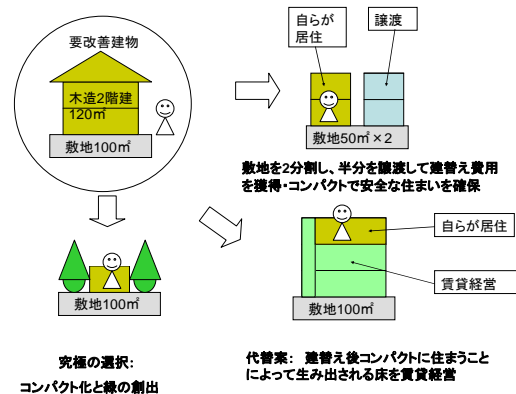 要改善建物
木造2階建
120㎡
敷地100㎡
自らが
居住
譲渡
敷地50㎡×2
敷地を2分割し、半分を譲渡して建替え費用
を獲得・コンパクトで安全な住まいを確保
敷地100㎡
究極の選択:
コンパクト化と緑の創出
自らが居住
賃貸経営
敷地100㎡
代替案: 建替え後コンパクトに住まうこと
によって生み出される床を賃貸経営